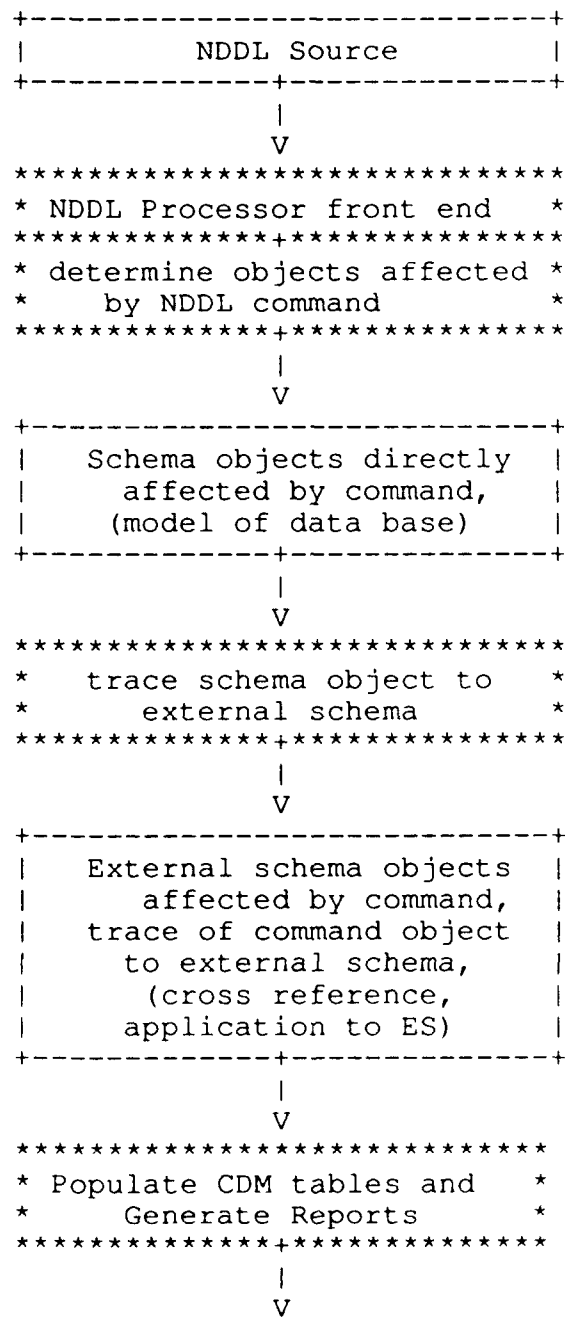 NDDL Source
V
* NDDL Processor front end *
* determine objects affected *
* by NDDL command *
V
Schema objects directly
affected by command,
(model of data base)
V
* trace schema object to *
* external schema *
V
External schema objects
affected by command,
trace of command object
to external schema,
(cross reference,
application to ES)
V
* Populate CDM tables and *
* Generate Reports *
V